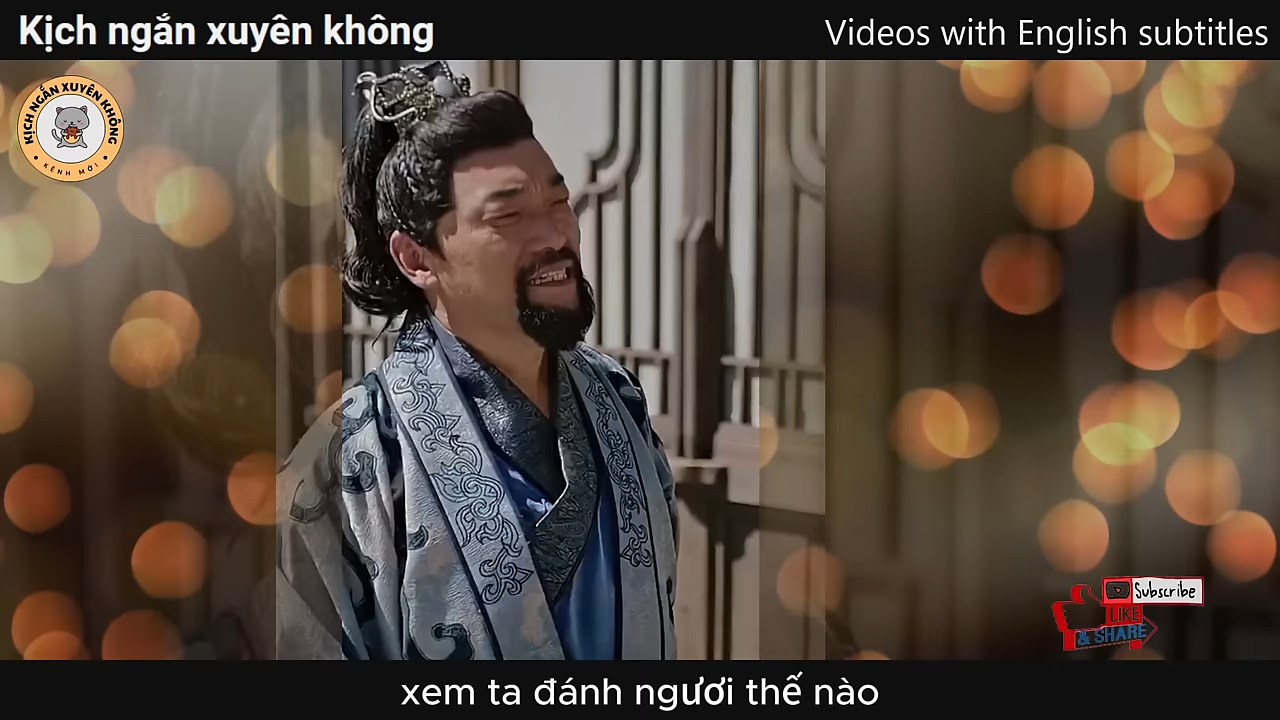 Kịch ngắn xuyên không
Videos with English subtitles
KỊCH NGẮN XUYÊN KHÔNG
KÊNH MỚI
Subscribe
LIKE
& SHARE
xem ta đánh ngươi thế nào